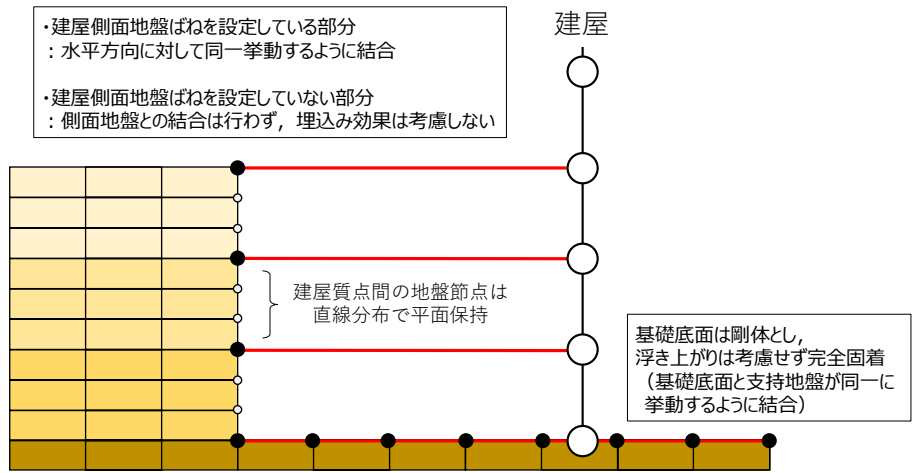 ・建屋側面地盤ばねを設定している部分
：水平方向に対して同一挙動するように結合
・建屋側面地盤ばねを設定していない部分
：側面地盤との結合は行わず，埋込み効果は考慮しない
建屋
建屋質点間の地盤節点は
直線分布で平面保持
基礎底面は剛体とし，
浮き上がりは考慮せず完全固着
（基礎底面と支持地盤が同一に
挙動するように結合）